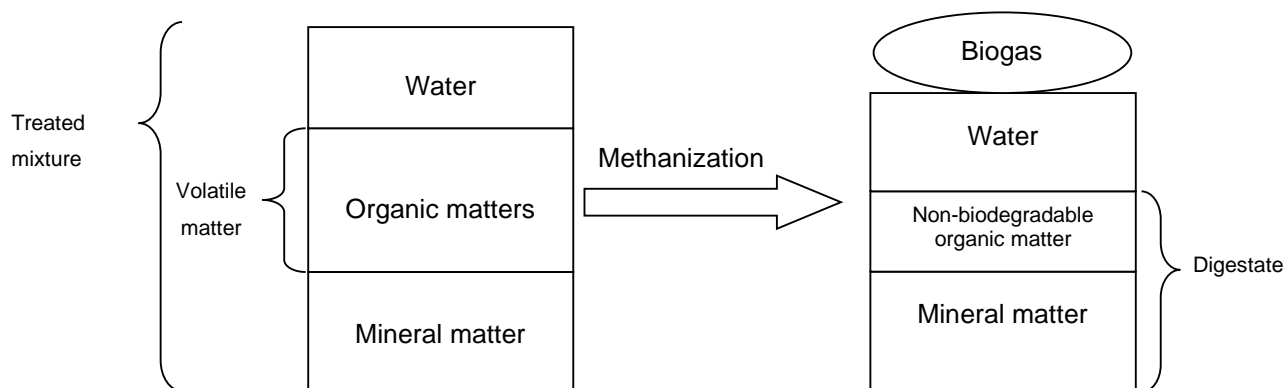 Treated
mixture
Volatile
matter
Water
Organic matters
Mineral matter
Methanization
Biogas
Water
Non-biodegradable
organic matter
Mineral matter
Digestate